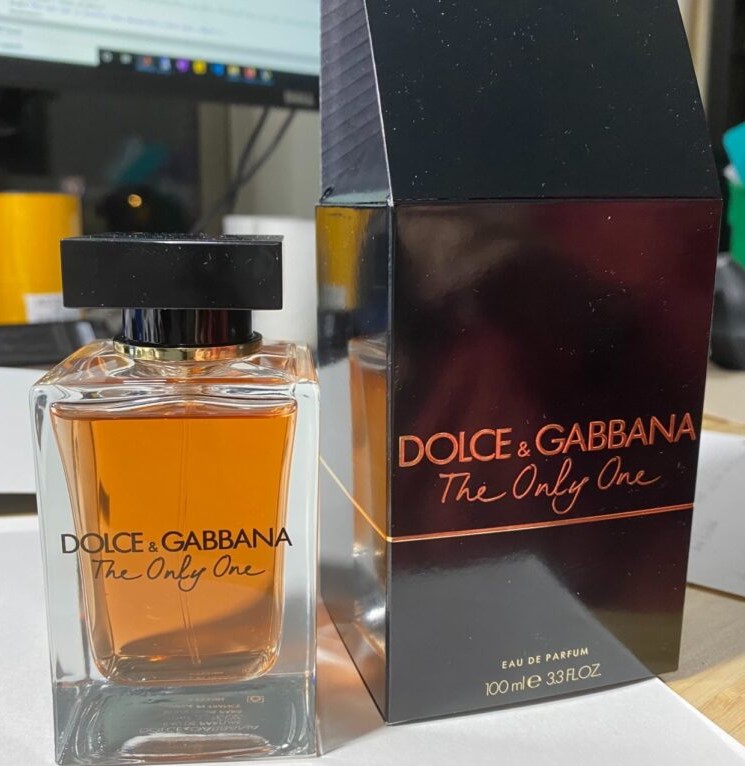 DOLCE & GABBANA
The Only One
DOLCE & GABBANA
The Only One
EAU DE PARFUM
100 ml e 3.3 FL.OZ.